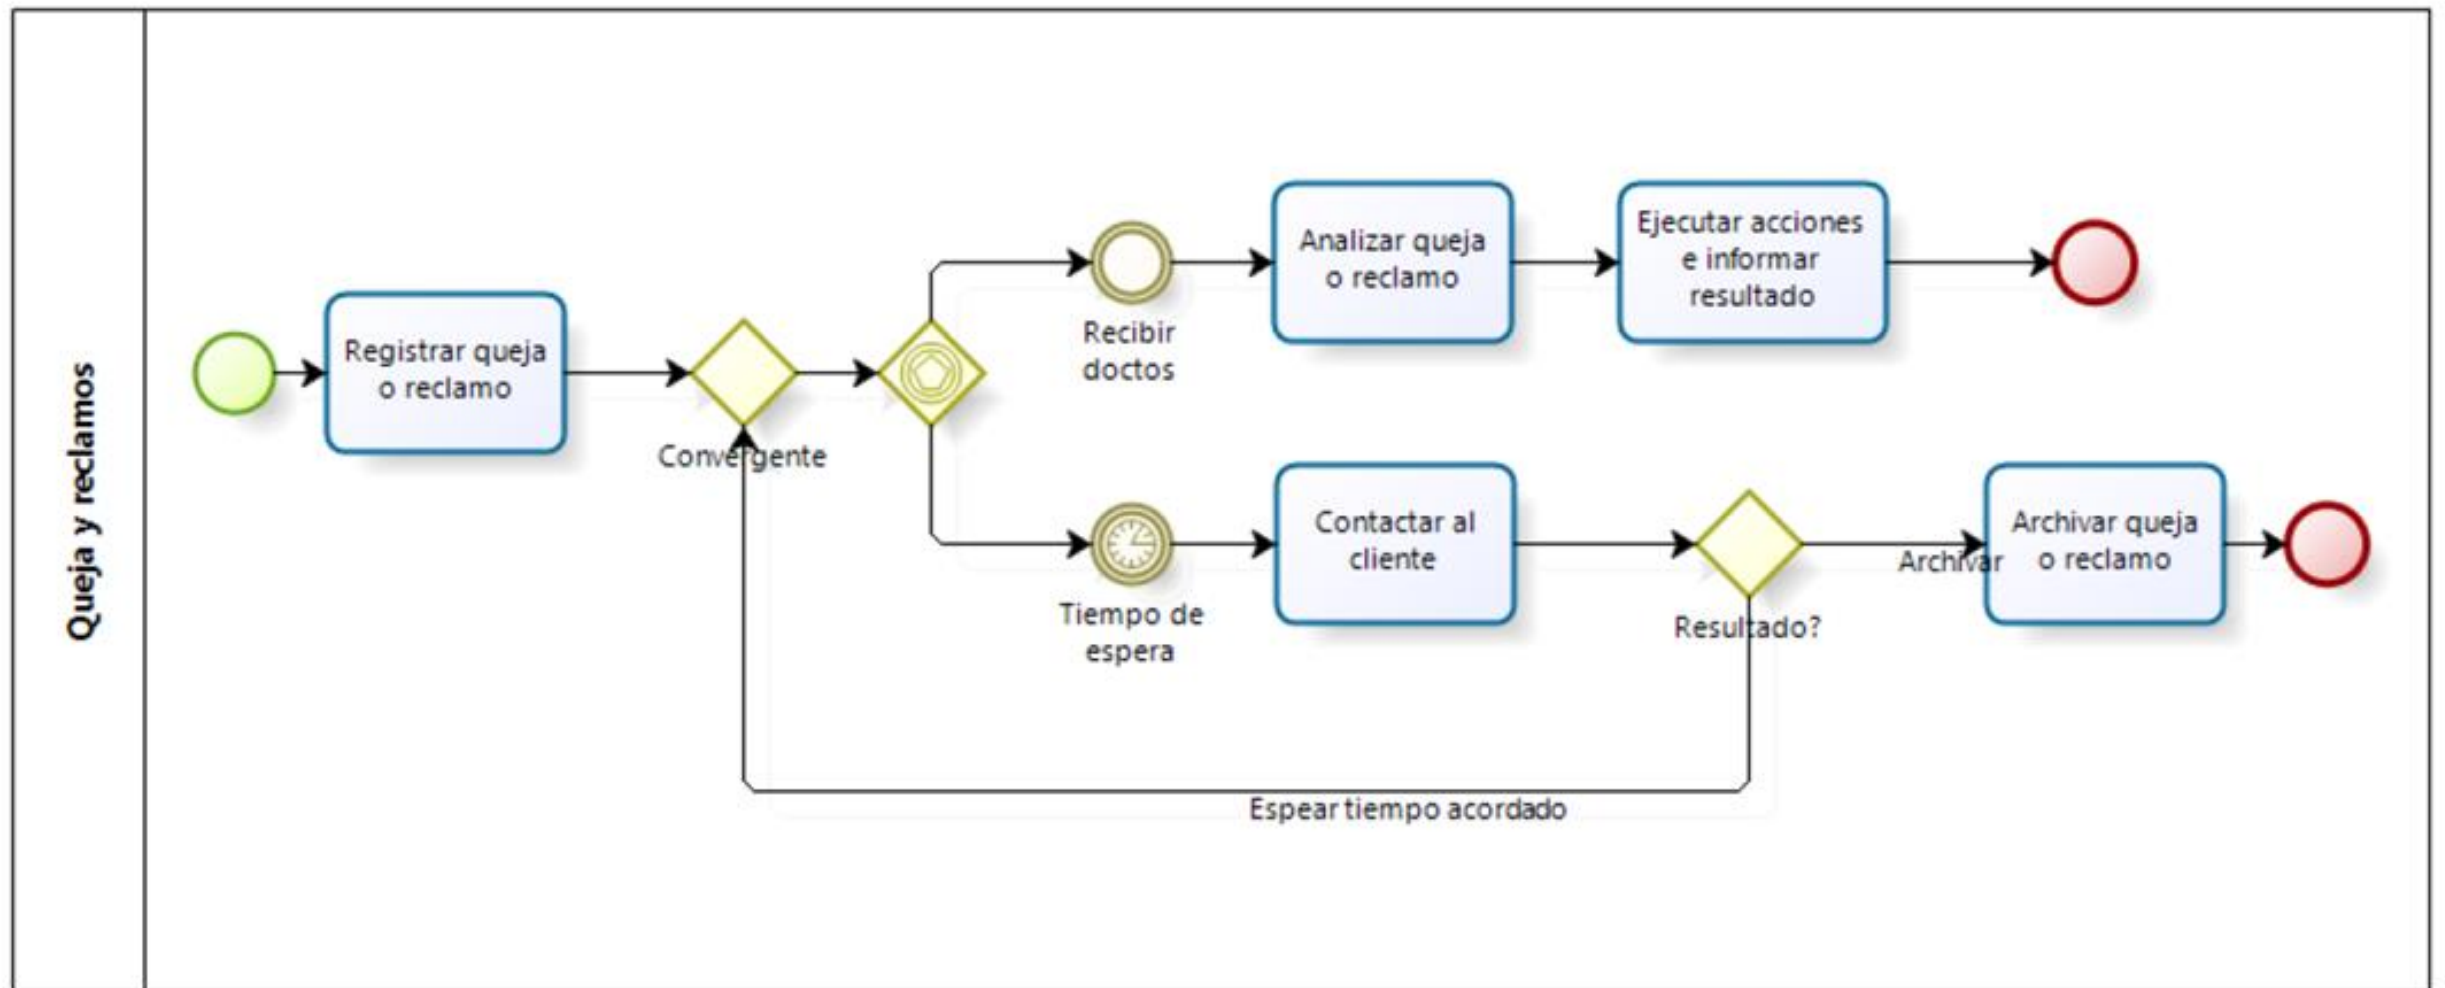 Queja y reclamos
Registrar queja
o reclamo
Convergente
Recibir
doctos
Analizar queja
o reclamo
Ejecutar acciones
e informar
resultado
Tiempo de
espera
Contactar al
cliente
Resultado?
Archivar
Archivar queja
o reclamo
Espear tiempo acordado